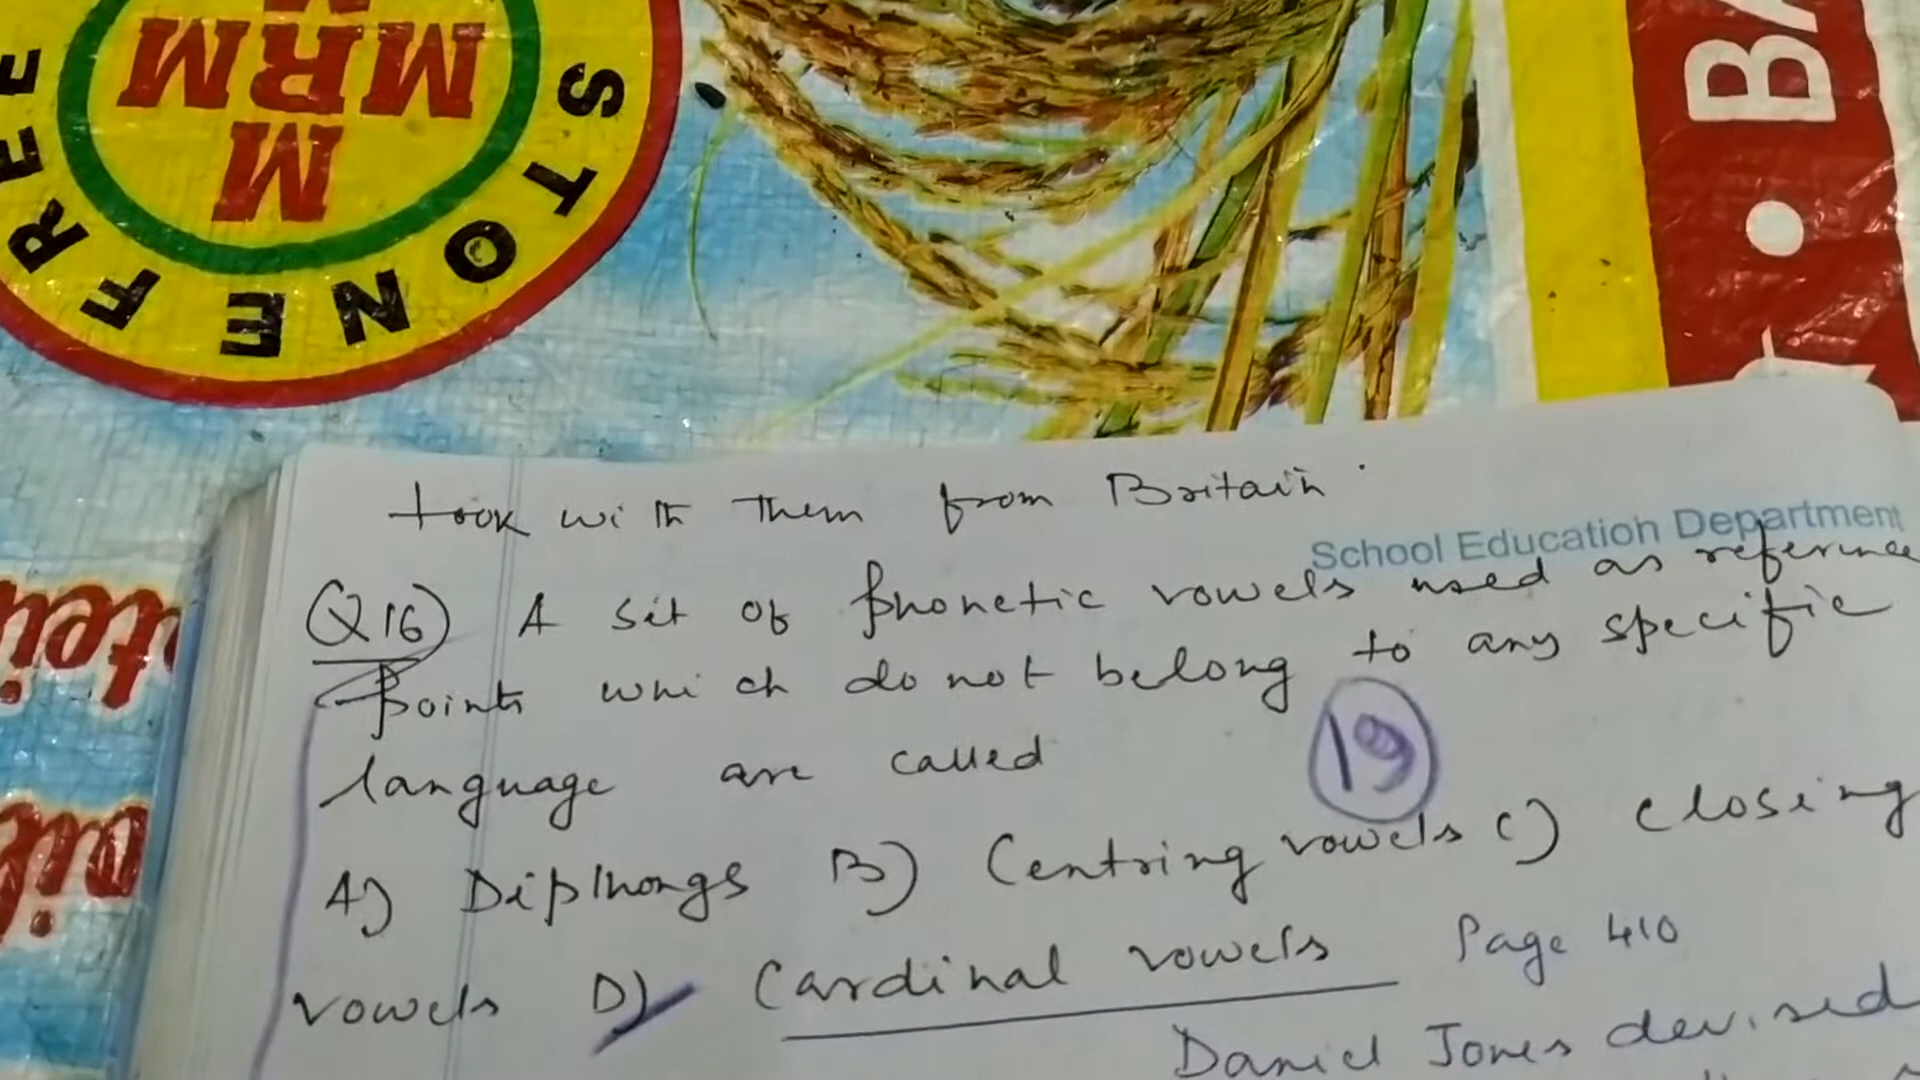 MRM
M
STONE FREE
BA
took with them from Britain.
School Education Department
Q16) A set of phonetic vowels used as reference
points which do not belong to any specific
language are called
19
A) Dipthongs B) Centring vowels C) closing
vowels D) Cardinal vowels Page 410
Daniel Jones devised